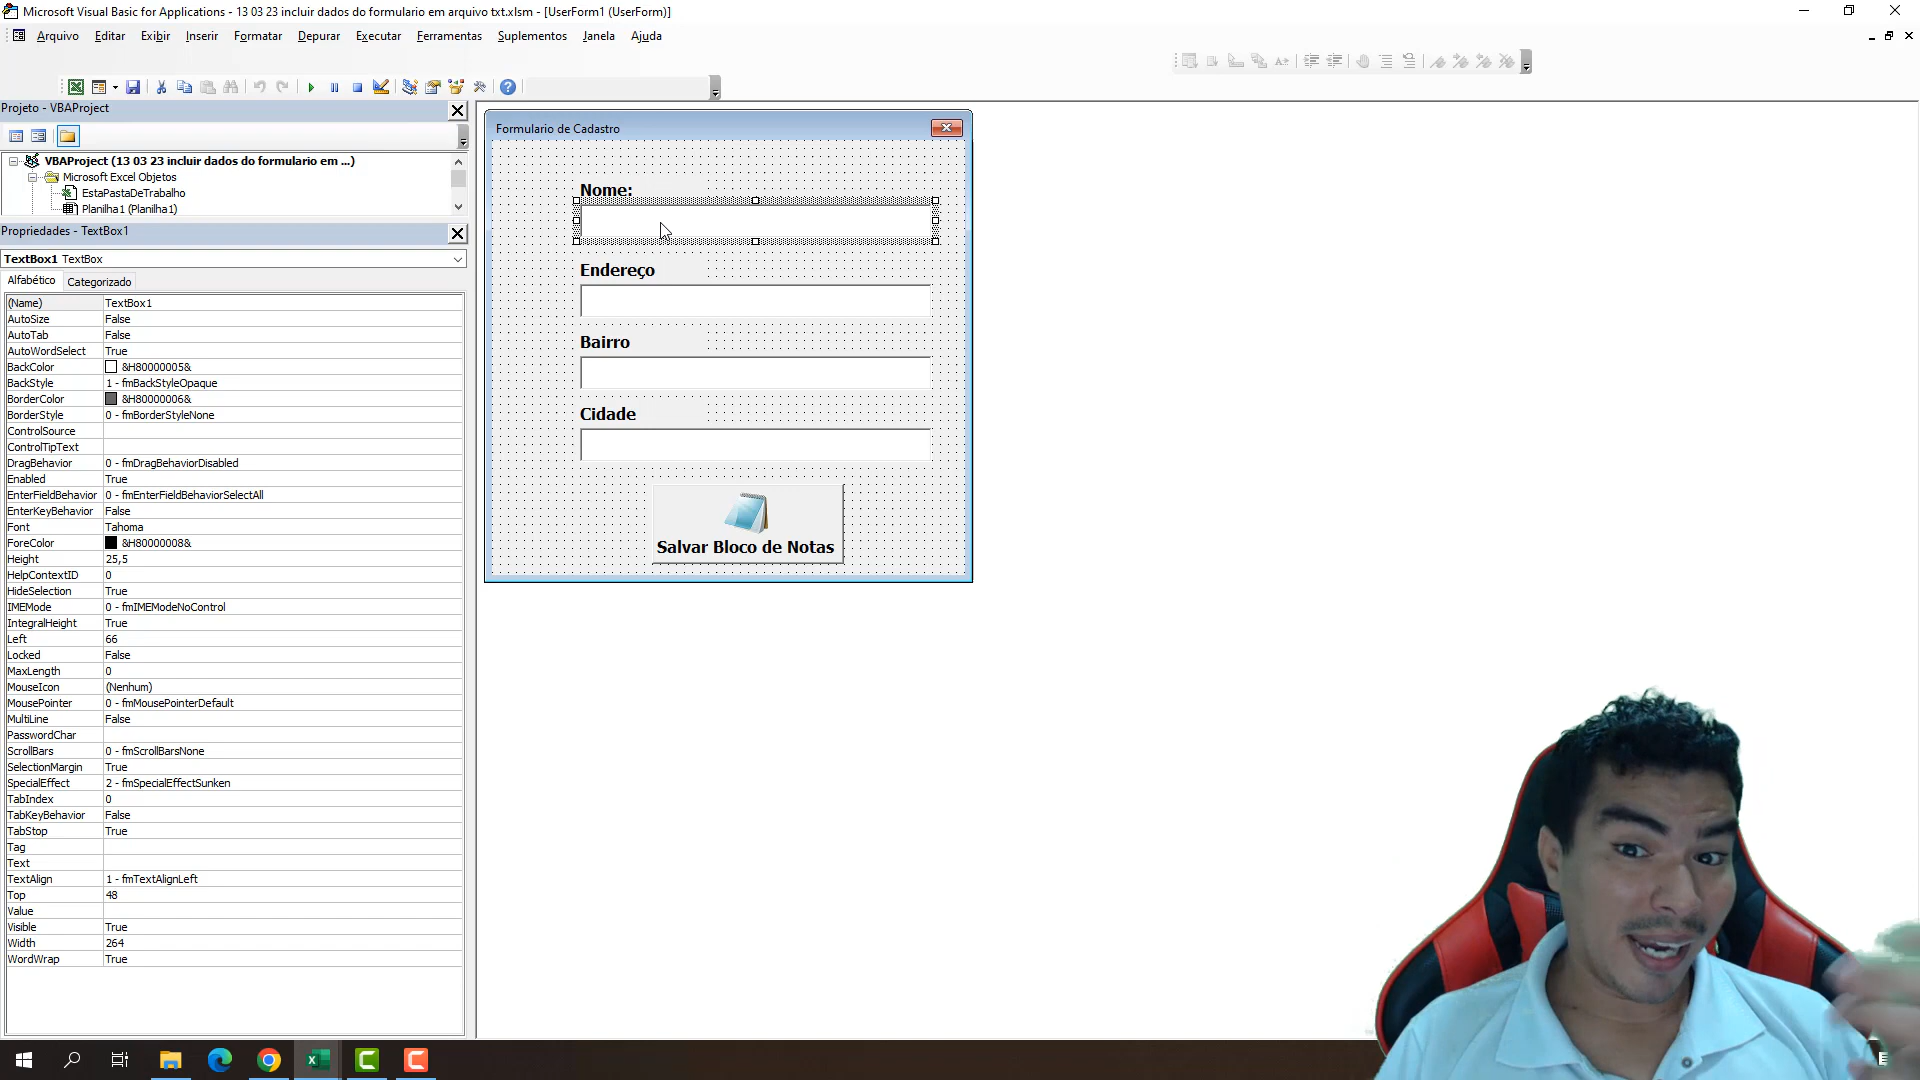 Microsoft Visual Basic for Applications - 13 03 23 incluir dados do formulario em arquivo txt.xlsm - [UserForm1 (UserForm)]
Arquivo Editar Exibir Inserir Formatar Depurar Executar Ferramentas Suplementos Janela Ajuda
Projeto - VBAProject
VBAProject (13 03 23 incluir dados do formulario em ...)
Microsoft Excel Objetos
EstaPastaDeTrabalho
Planilha1 (Planilha1)
Propriedades - TextBox1
TextBox1 TextBox
Alfabético Categorizado
(Name) TextBox1
AutoSize False
AutoTab False
AutoWordSelect True
BackColor &H80000005&
BackStyle 1 - fmBackStyleOpaque
BorderColor &H80000006&
BorderStyle 0 - fmBorderStyleNone
ControlSource
ControlTipText
DragBehavior 0 - fmDragBehaviorDisabled
Enabled True
EnterFieldBehavior 0 - fmEnterFieldBehaviorSelectAll
EnterKeyBehavior False
Font Tahoma
ForeColor &H80000008&
Height 25,5
HelpContextID 0
HideSelection True
IMEMode 0 - fmIMEModeNoControl
IntegralHeight True
Left 66
Locked False
MaxLength 0
MouseIcon (Nenhum)
MousePointer 0 - fmMousePointerDefault
MultiLine False
PasswordChar
ScrollBars 0 - fmScrollBarsNone
SelectionMargin True
SpecialEffect 2 - fmSpecialEffectSunken
TabIndex 0
TabKeyBehavior False
TabStop True
Tag
Text
TextAlign 1 - fmTextAlignLeft
Top 48
Value
Visible True
Width 264
WordWrap True
Formulario de Cadastro
Nome:
Endereço
Bairro
Cidade
Salvar Bloco de Notas